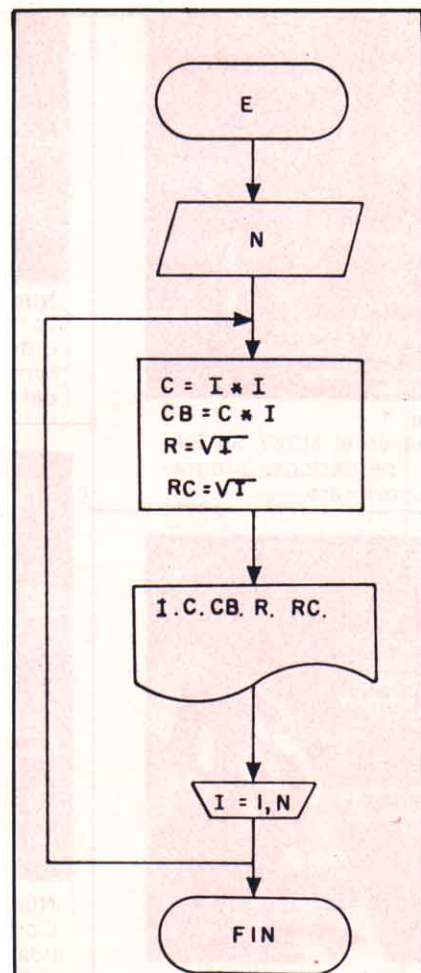 E
N
C = I * I
CB = C * I
R = √I
RC = √I
I.C.CB.R. RC.
I = I, N
FIN